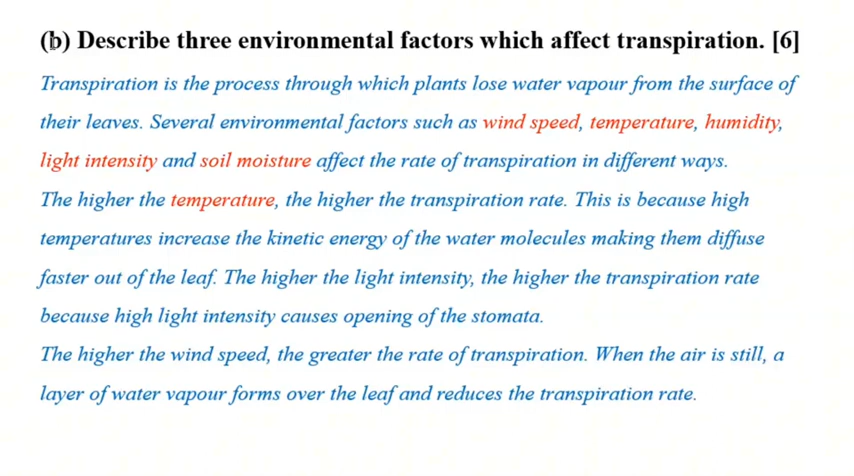 (b) Describe three environmental factors which affect transpiration. [6]
Transpiration is the process through which plants lose water vapour from the surface of
their leaves. Several environmental factors such as wind speed, temperature, humidity,
light intensity and soil moisture affect the rate of transpiration in different ways.
The higher the temperature, the higher the transpiration rate. This is because high
temperatures increase the kinetic energy of the water molecules making them diffuse
faster out of the leaf. The higher the light intensity, the higher the transpiration rate
because high light intensity causes opening of the stomata.
The higher the wind speed, the greater the rate of transpiration. When the air is still, a
layer of water vapour forms over the leaf and reduces the transpiration rate.